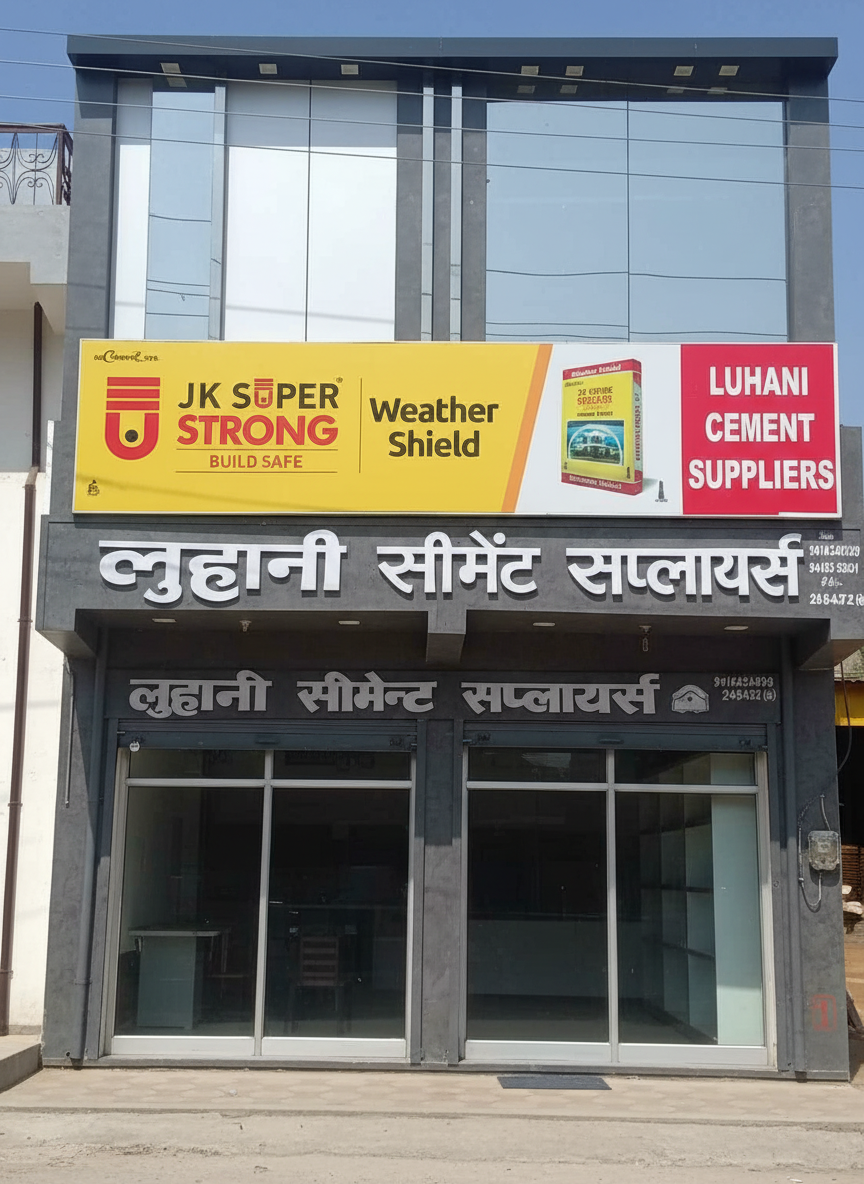 JK SUPER
STRONG
BUILD SAFE
Weather
Shield
LUHANI
CEMENT
SUPPLIERS
लुहानी सीमेंट सप्लायर्स
लुहानी सीमेन्ट सप्लायर्स